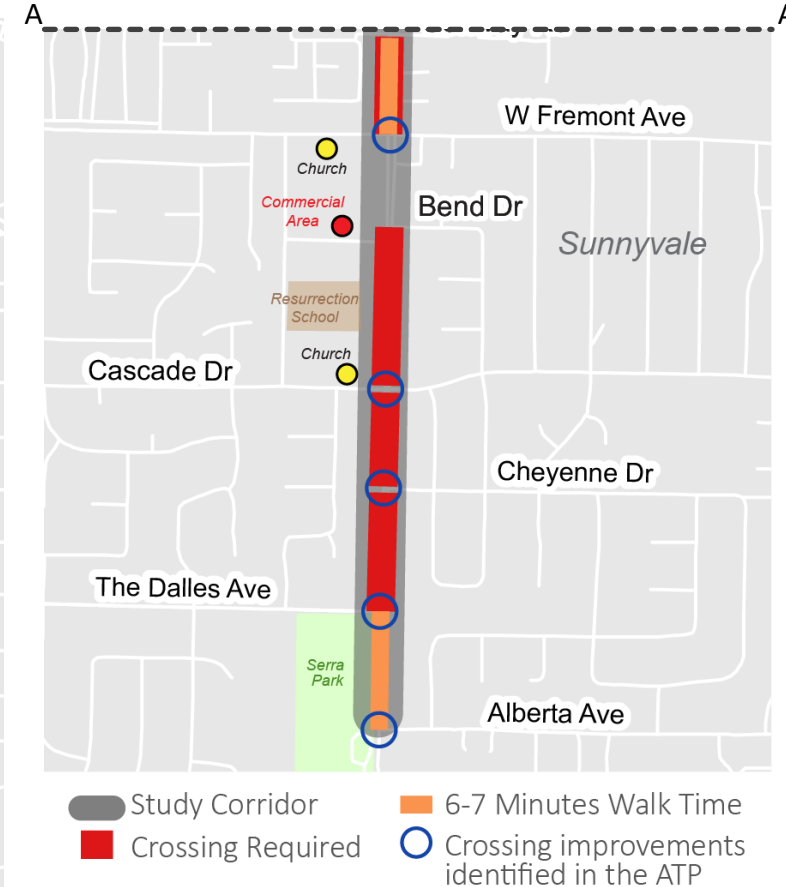 A
A
W Fremont Ave
Church
Commercial
Area
Bend Dr
Sunnyvale
Resurrection
School
Church
Cascade Dr
Cheyenne Dr
The Dalles Ave
Serra
Park
Alberta Ave
Study Corridor
6-7 Minutes Walk Time
Crossing Required
Crossing improvements
identified in the ATP